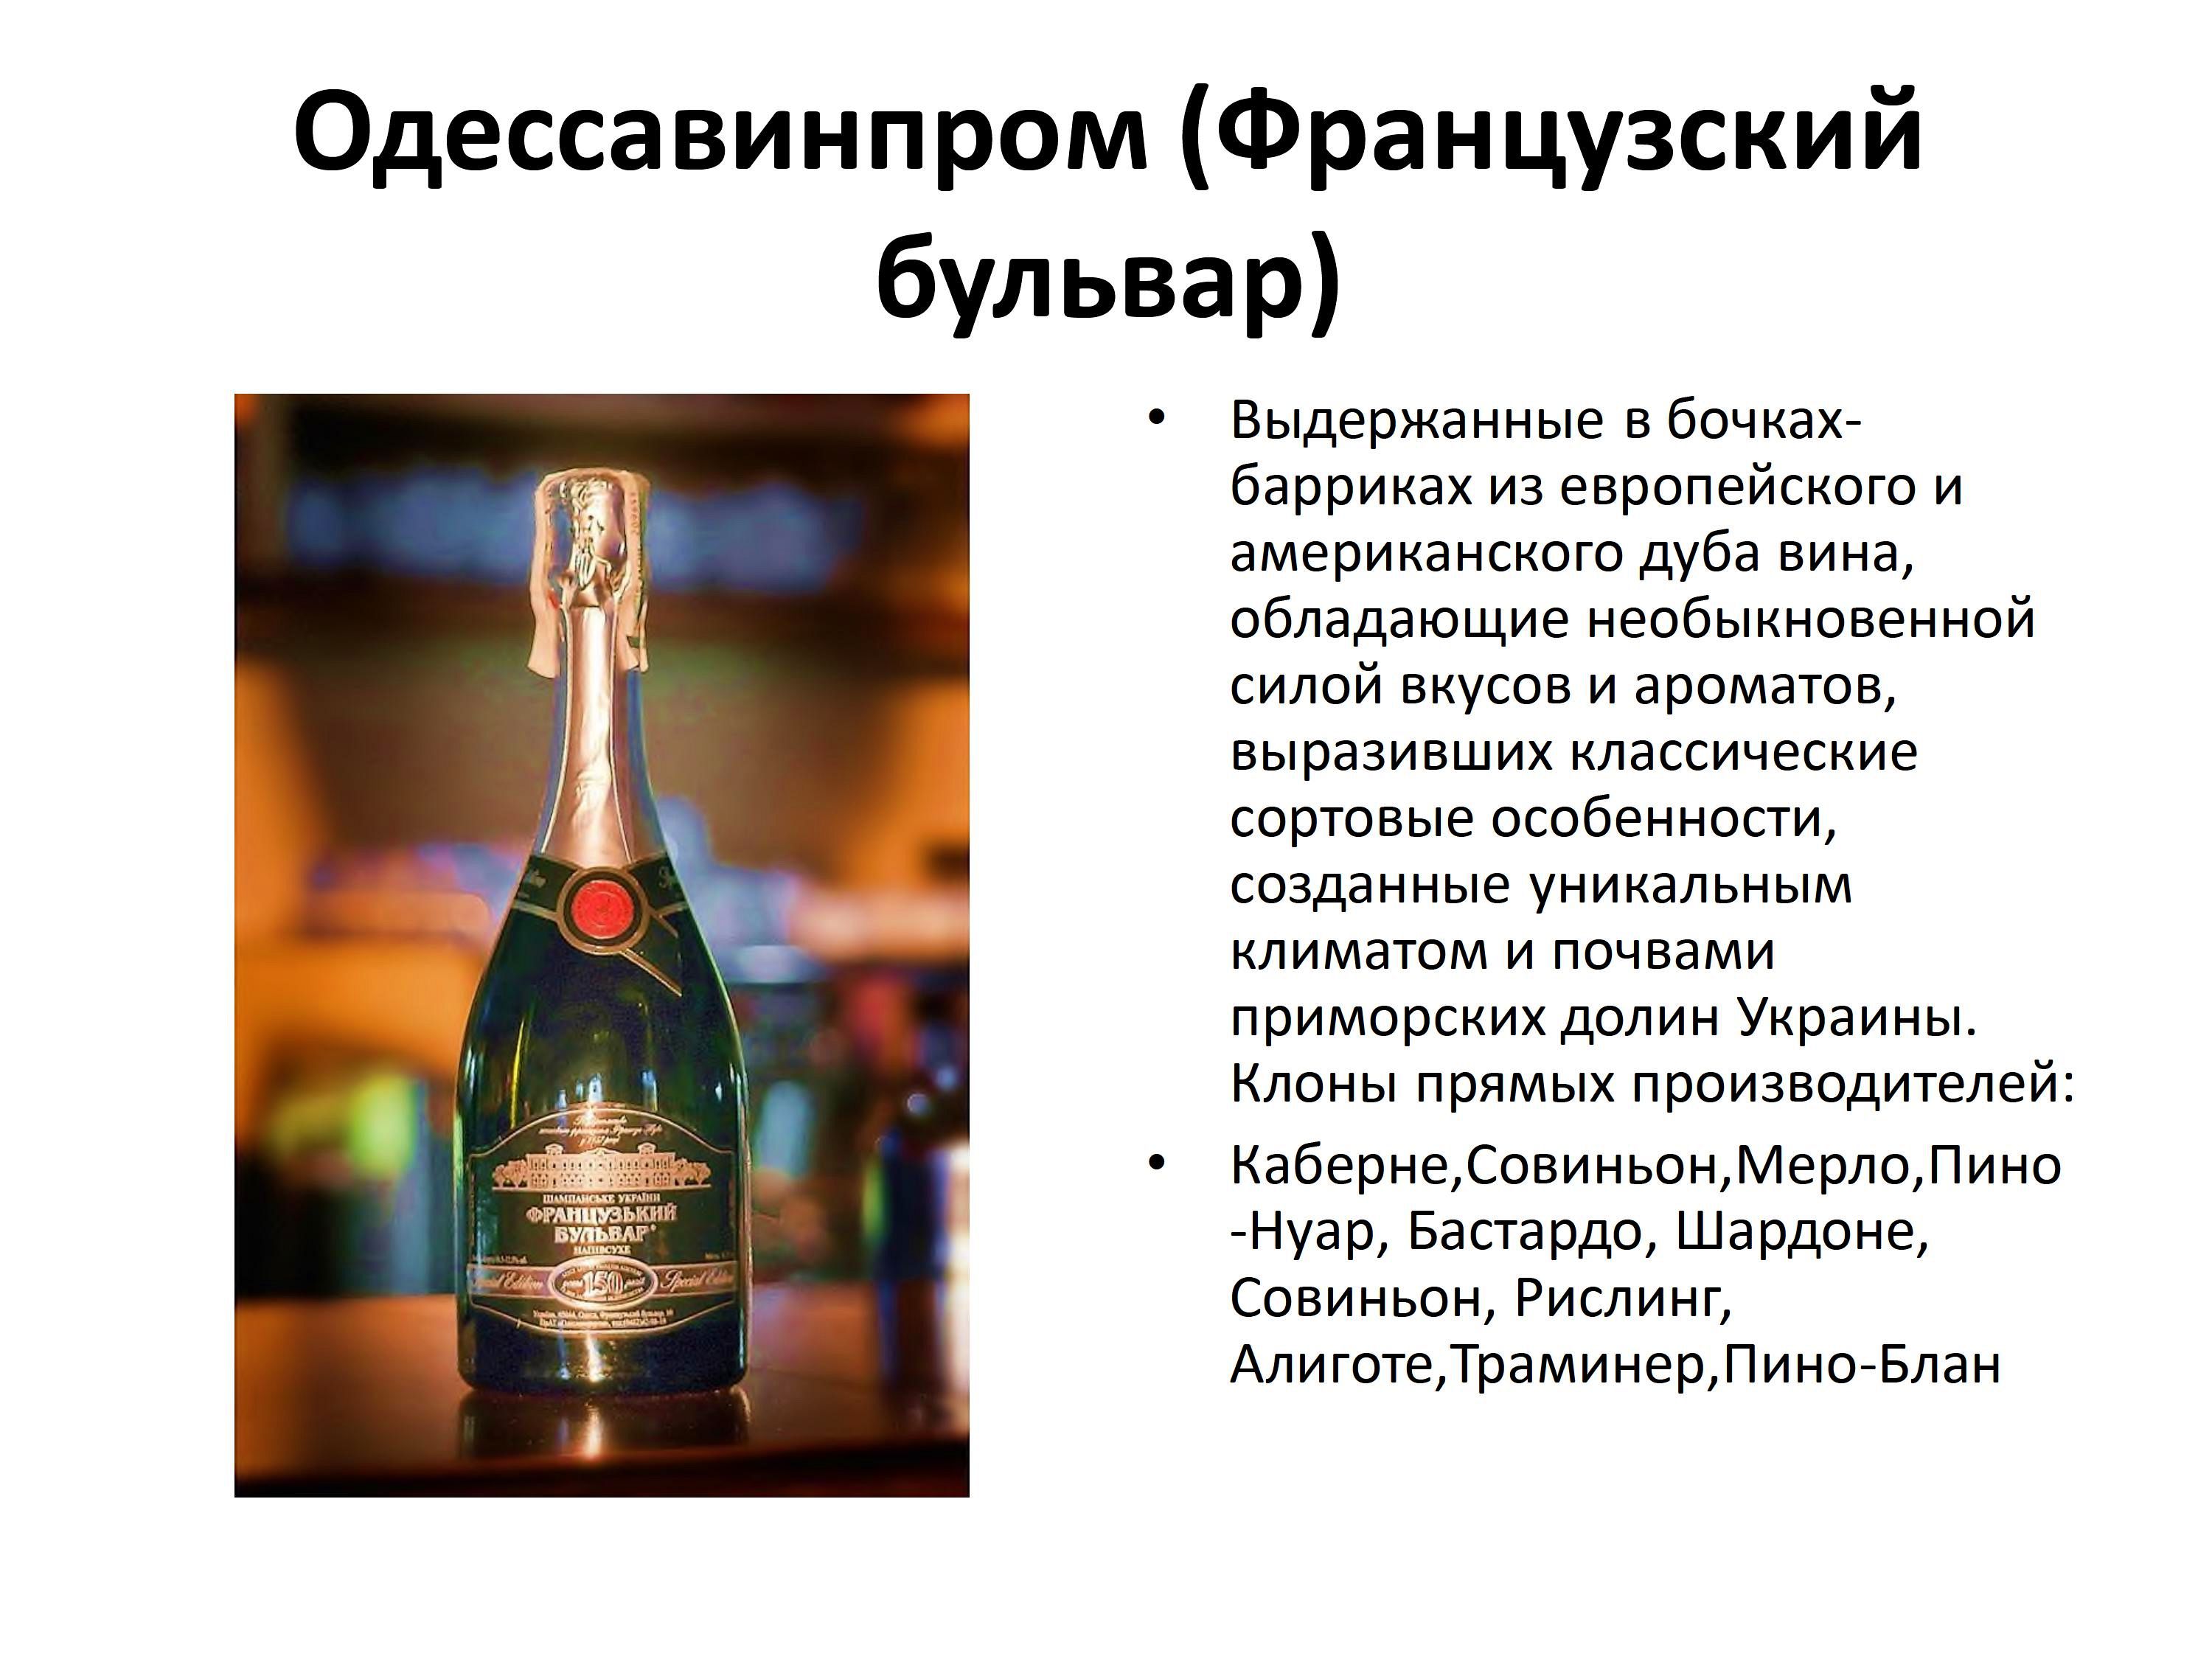 Одессавинпром (Французский
бульвар)
• Выдержанные в бочках-
барриках из европейского и
американского дуба вина,
обладающие необыкновенной
силой вкусов и ароматов,
выразивших классические
сортовые особенности,
созданные уникальным
климатом и почвами
приморских долин Украины.
Клоны прямых производителей:
• Каберне,Совиньон,Мерло,Пино
-Нуар, Бастардо, Шардоне,
Совиньон, Рислинг,
Алиготе,Траминер,Пино-Блан
ШАМПАНСЬКЕ УКРАЇНИ
ФРАНЦУЗЬКИЙ
БУЛЬВАР
НАПІВСУХЕ
150
Special Edition